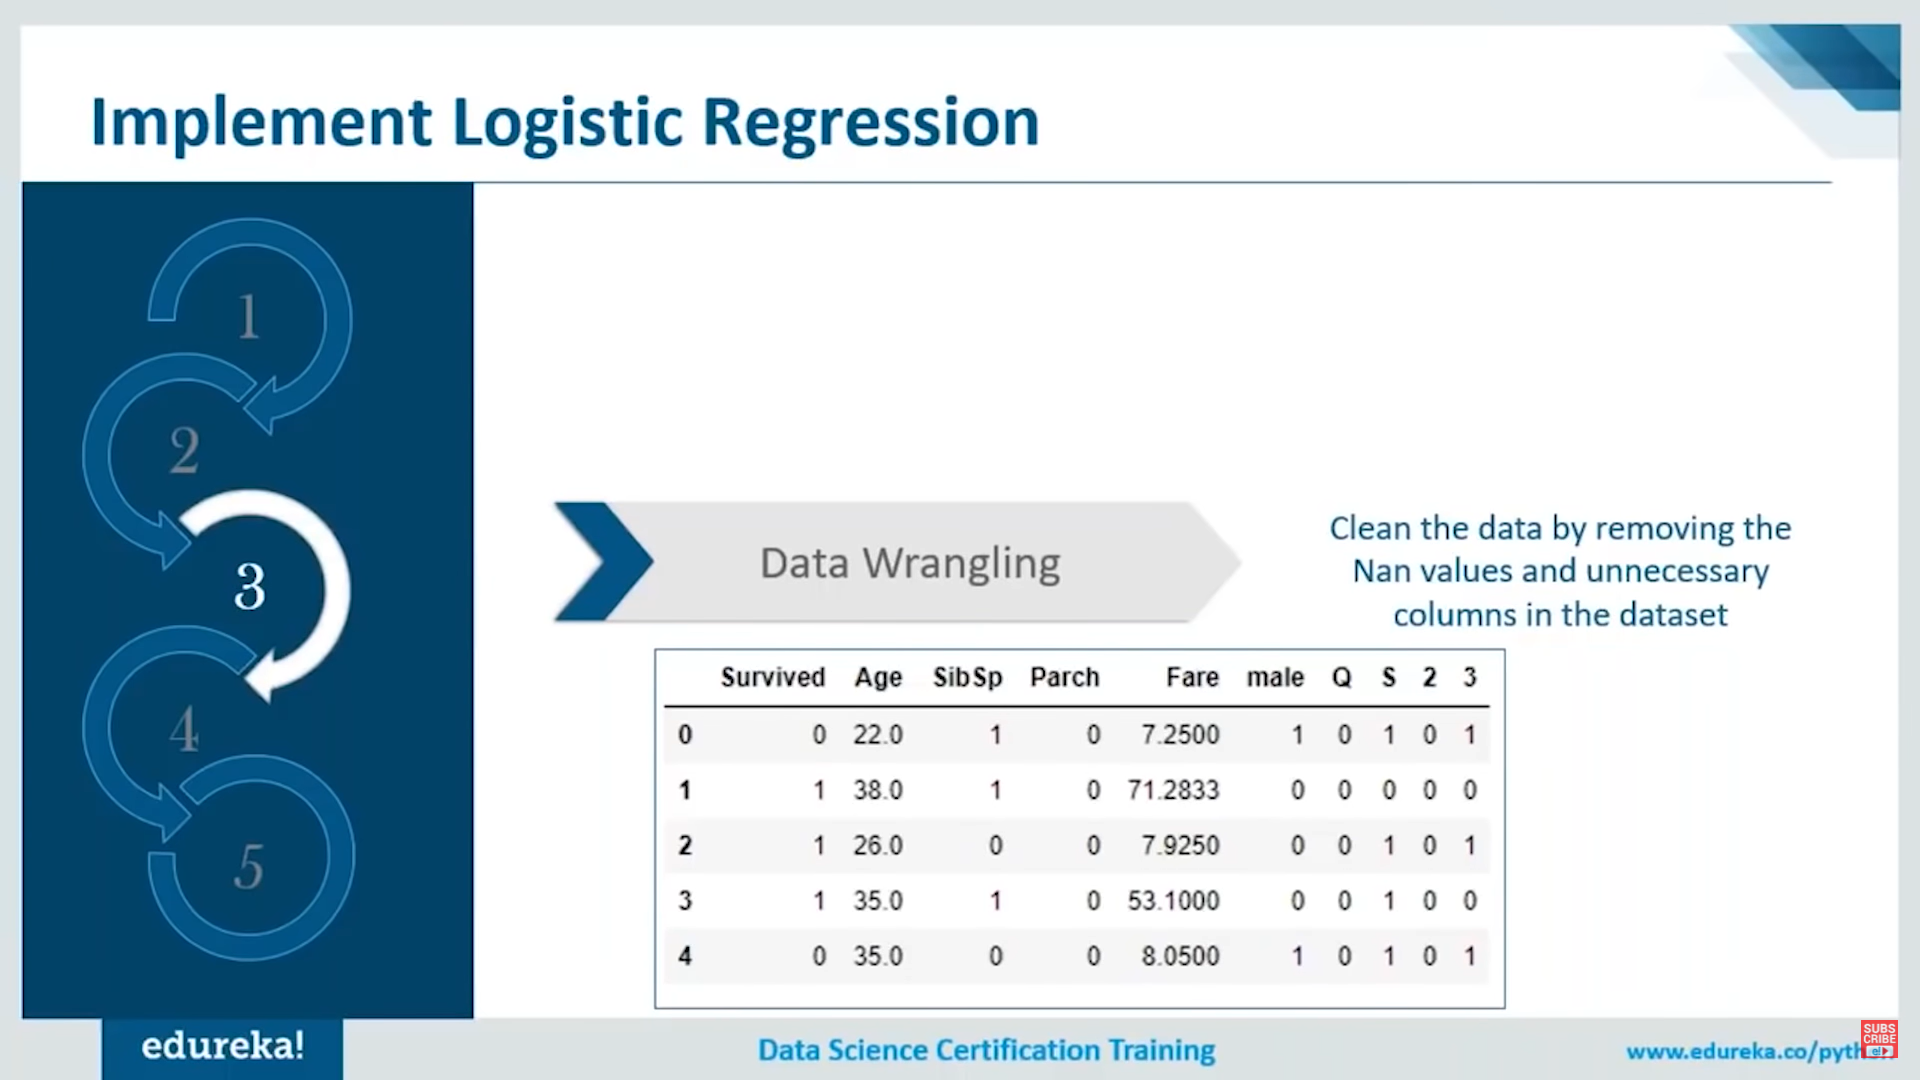 Implement Logistic Regression
1
2
3
4
5
Data Wrangling
Clean the data by removing the
Nan values and unnecessary
columns in the dataset
Survived Age SibSp Parch Fare male Q S 2 3
0 0 22.0 1 0 7.2500 1 0 1 0 1
1 1 38.0 1 0 71.2833 0 0 0 0 0
2 1 26.0 0 0 7.9250 0 0 1 0 1
3 1 35.0 1 0 53.1000 0 0 1 0 0
4 0 35.0 0 0 8.0500 1 0 1 0 1
edureka!
Data Science Certification Training
www.edureka.co/python
SUBS
CRIBE
e!